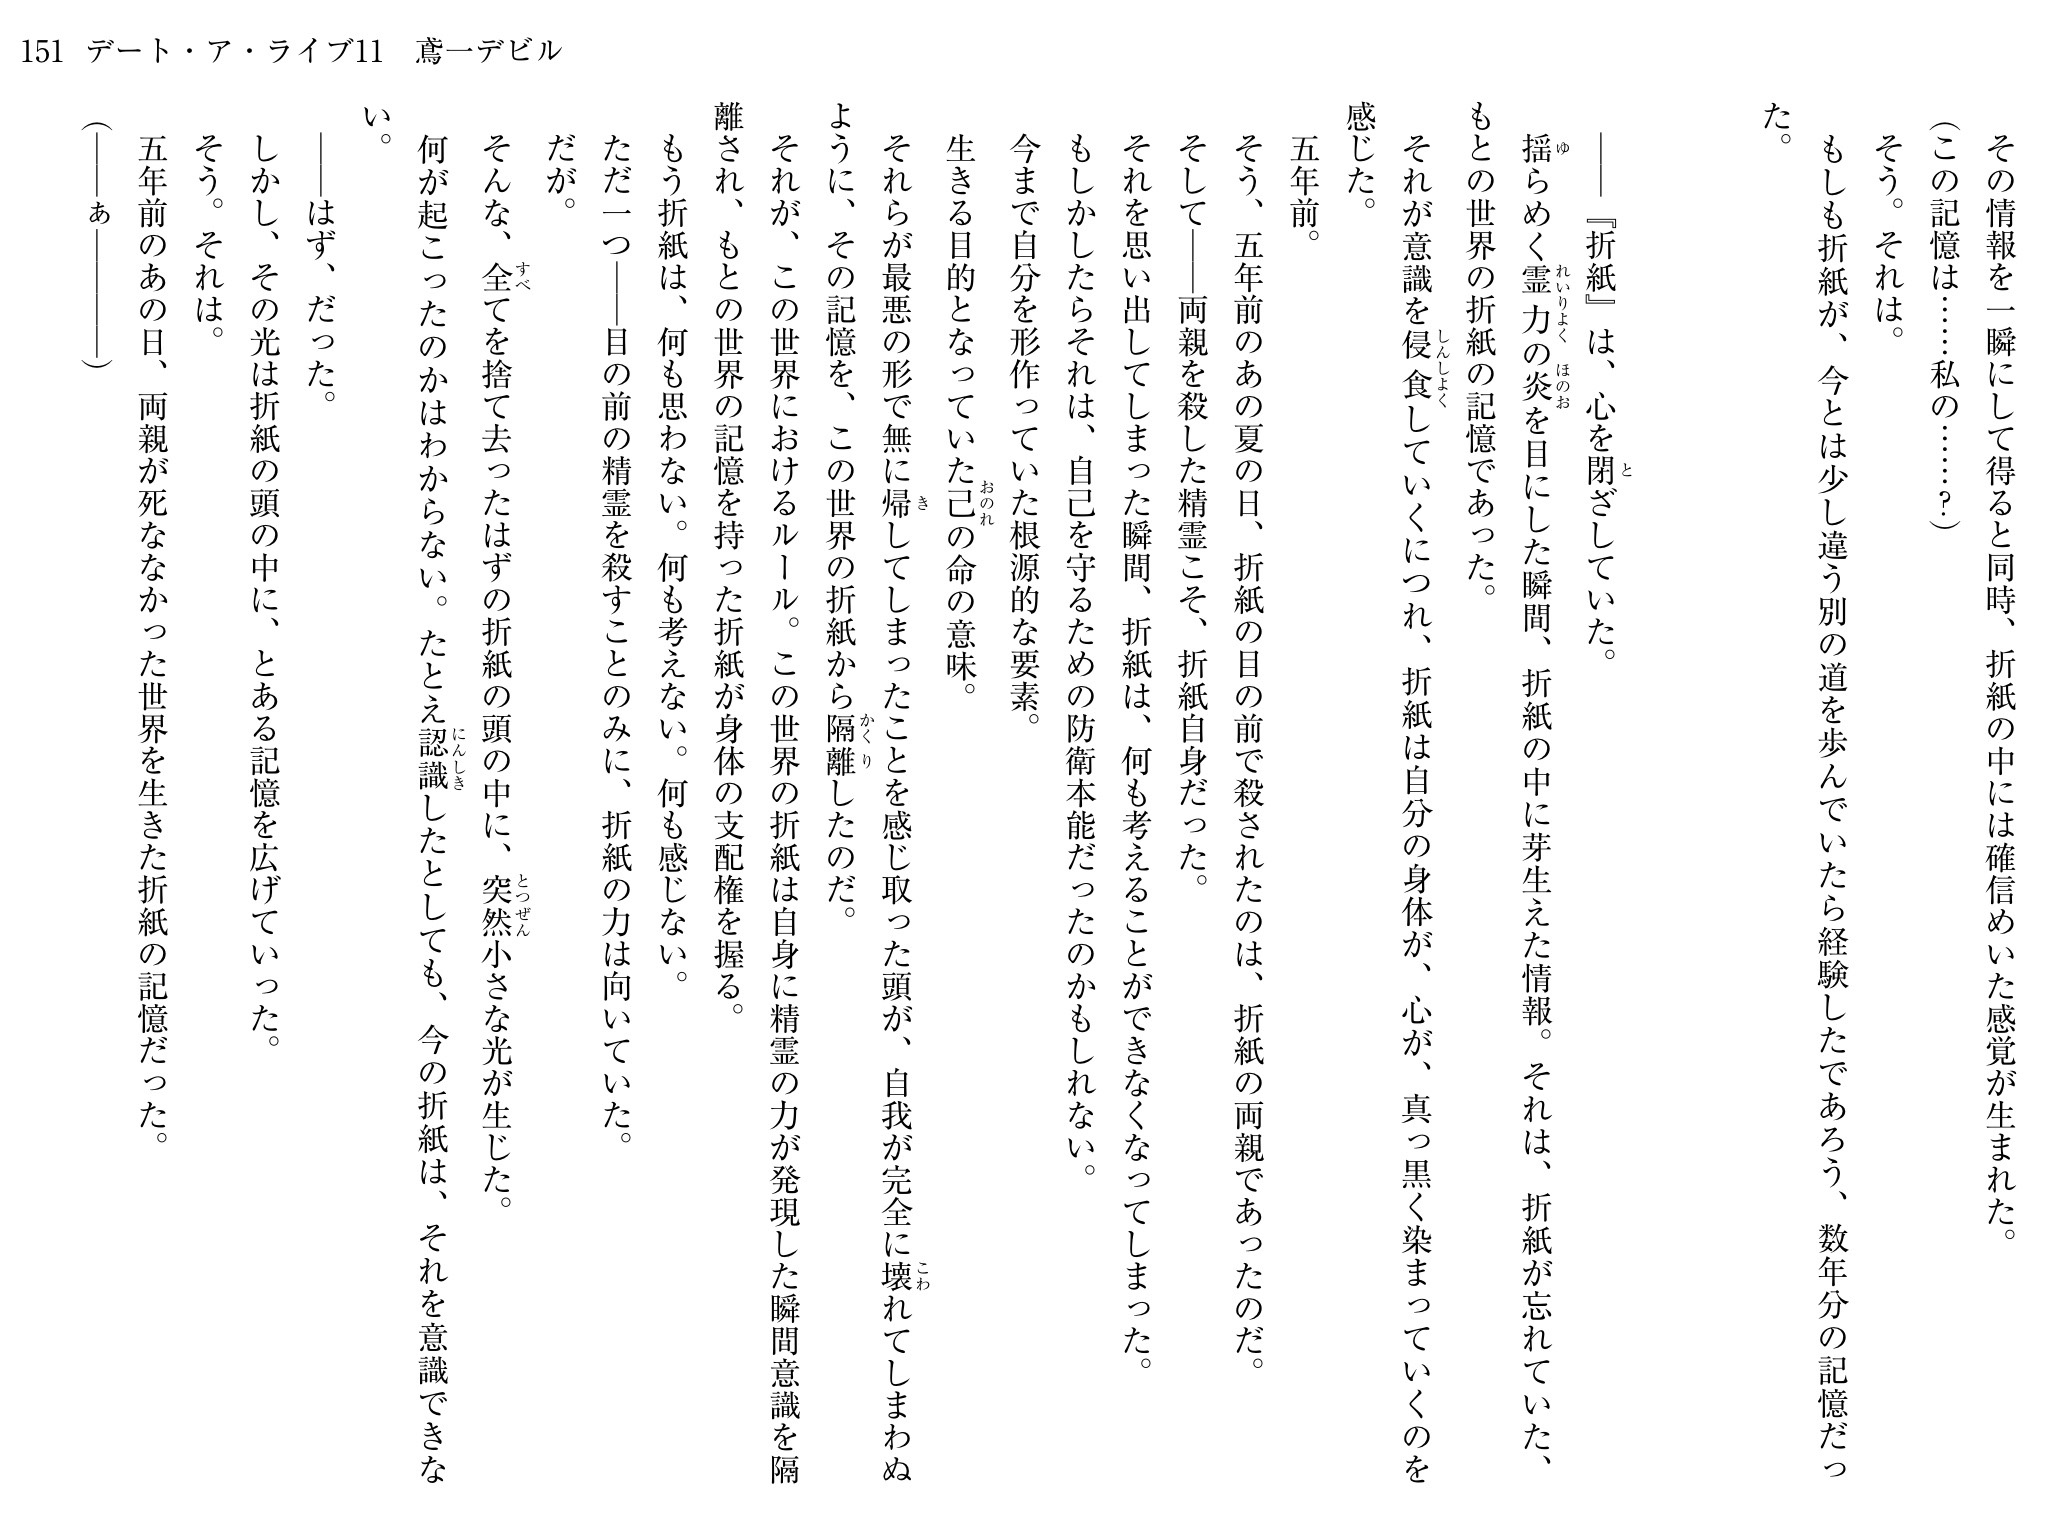 151 デート・ア・ライブ11 鳶一デビル
その情報を一瞬にして得ると同時、折紙の中には確信めいた感覚が生まれた。
（この記憶は……私の……？）
そう。それは。
もしも折紙が、今とは少し違う別の道を歩んでいたら経験したであろう、数年分の記憶だっ
た。
――『折紙』は、心を閉ざしていた。
揺らめく霊力の炎を目にした瞬間、折紙の中に芽生えた情報。それは、折紙が忘れていた、
もとの世界の折紙の記憶であった。
それが意識を侵食していくにつれ、折紙は自分の身体が、心が、真っ黒く染まっていくのを
感じた。
五年前。
そう、五年前のあの夏の日、折紙の目の前で殺されたのは、折紙の両親であったのだ。
そして――両親を殺した精霊こそ、折紙自身だった。
それを思い出してしまった瞬間、折紙は、何も考えることができなくなってしまった。
もしかしたらそれは、自己を守るための防衛本能だったのかもしれない。
今まで自分を形作っていた根源的な要素。
生きる目的となっていた己の命の意味。
それらが最悪の形で無に帰してしまったことを感じ取った頭が、自我が完全に壊れてしまわぬ
ように、その記憶を、この世界の折紙から隔離したのだ。
それが、この世界におけるルール。この世界の折紙は自身に精霊の力が発現した瞬間意識を隔
離され、もとの世界の記憶を持った折紙が身体の支配権を握る。
もう折紙は、何も思わない。何も考えない。何も感じない。
ただ一つ――目の前の精霊を殺すことのみに、折紙の力は向いていた。
だが。
そんな、全てを捨て去ったはずの折紙の頭の中に、突然小さな光が生じた。
何が起こったのかはわからない。たとえ認識したとしても、今の折紙は、それを意識できな
い。
――はず、だった。
しかし、その光は折紙の頭の中に、とある記憶を広げていった。
そう。それは。
五年前のあの日、両親が死ななかった世界を生きた折紙の記憶だった。
（――ぁ――――）